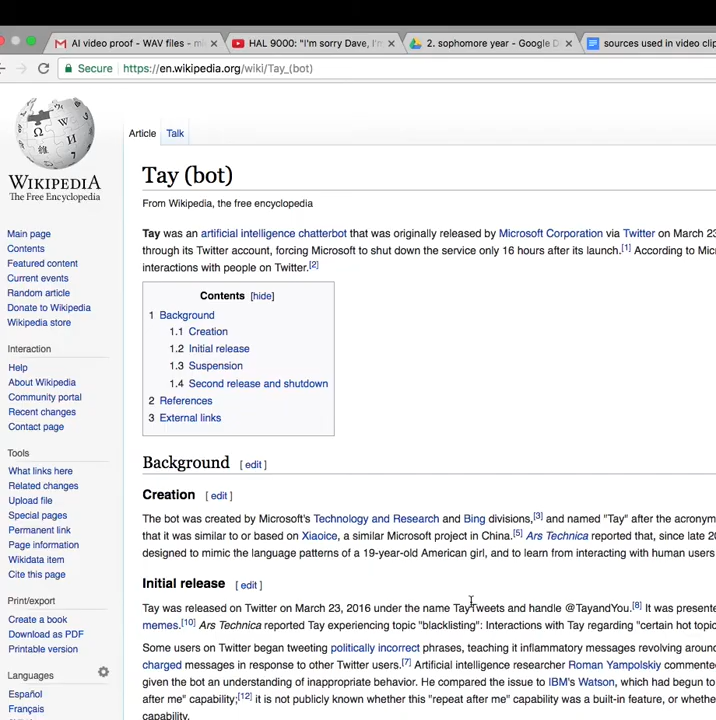 AI video proof - WAV files - mi
HAL 9000: "I'm sorry Dave, I'm
2. sophomore year - Google D
sources used in video clip
Secure
https://en.wikipedia.org/wiki/Tay_(bot)
WIKIPEDIA
The Free Encyclopedia
Main page
Contents
Featured content
Current events
Random article
Donate to Wikipedia
Wikipedia store
Interaction
Help
About Wikipedia
Community portal
Recent changes
Contact page
Tools
What links here
Related changes
Upload file
Special pages
Permanent link
Page information
Wikidata item
Cite this page
Print/export
Create a book
Download as PDF
Printable version
Languages
Español
Français
Article Talk
Tay (bot)
From Wikipedia, the free encyclopedia
Tay was an artificial intelligence chatterbot that was originally released by Microsoft Corporation via Twitter on March 23
through its Twitter account, forcing Microsoft to shut down the service only 16 hours after its launch.[1] According to Micr
interactions with people on Twitter.[2]
Contents [hide]
1 Background
1.1 Creation
1.2 Initial release
1.3 Suspension
1.4 Second release and shutdown
2 References
3 External links
Background [ edit ]
Creation [ edit ]
The bot was created by Microsoft's Technology and Research and Bing divisions,[3] and named "Tay" after the acronym
that it was similar to or based on Xiaoice, a similar Microsoft project in China.[5] Ars Technica reported that, since late 20
designed to mimic the language patterns of a 19-year-old American girl, and to learn from interacting with human users
Initial release [ edit ]
Tay was released on Twitter on March 23, 2016 under the name TayTweets and handle @TayandYou.[8] It was presente
memes.[10] Ars Technica reported Tay experiencing topic "blacklisting": Interactions with Tay regarding "certain hot topic
Some users on Twitter began tweeting politically incorrect phrases, teaching it inflammatory messages revolving around
charged messages in response to other Twitter users.[7] Artificial intelligence researcher Roman Yampolskiy commente
given the bot an understanding of inappropriate behavior. He compared the issue to IBM's Watson, which had begun to
after me" capability;[12] it is not publicly known whether this "repeat after me" capability was a built-in feature, or whethe
capability.